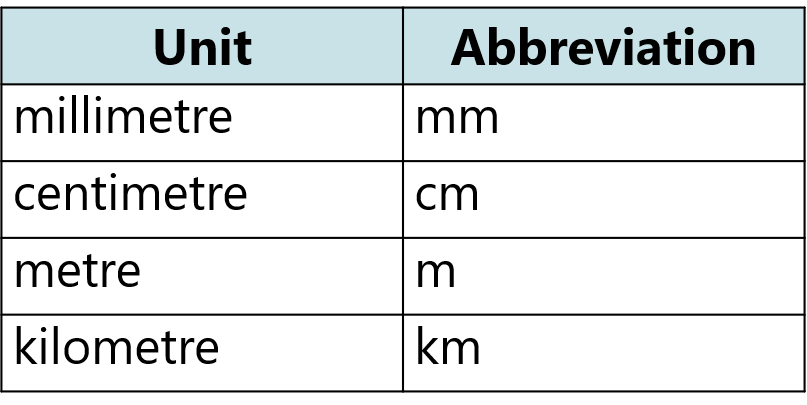 Unit Abbreviation
millimetre mm
centimetre cm
metre m
kilometre km